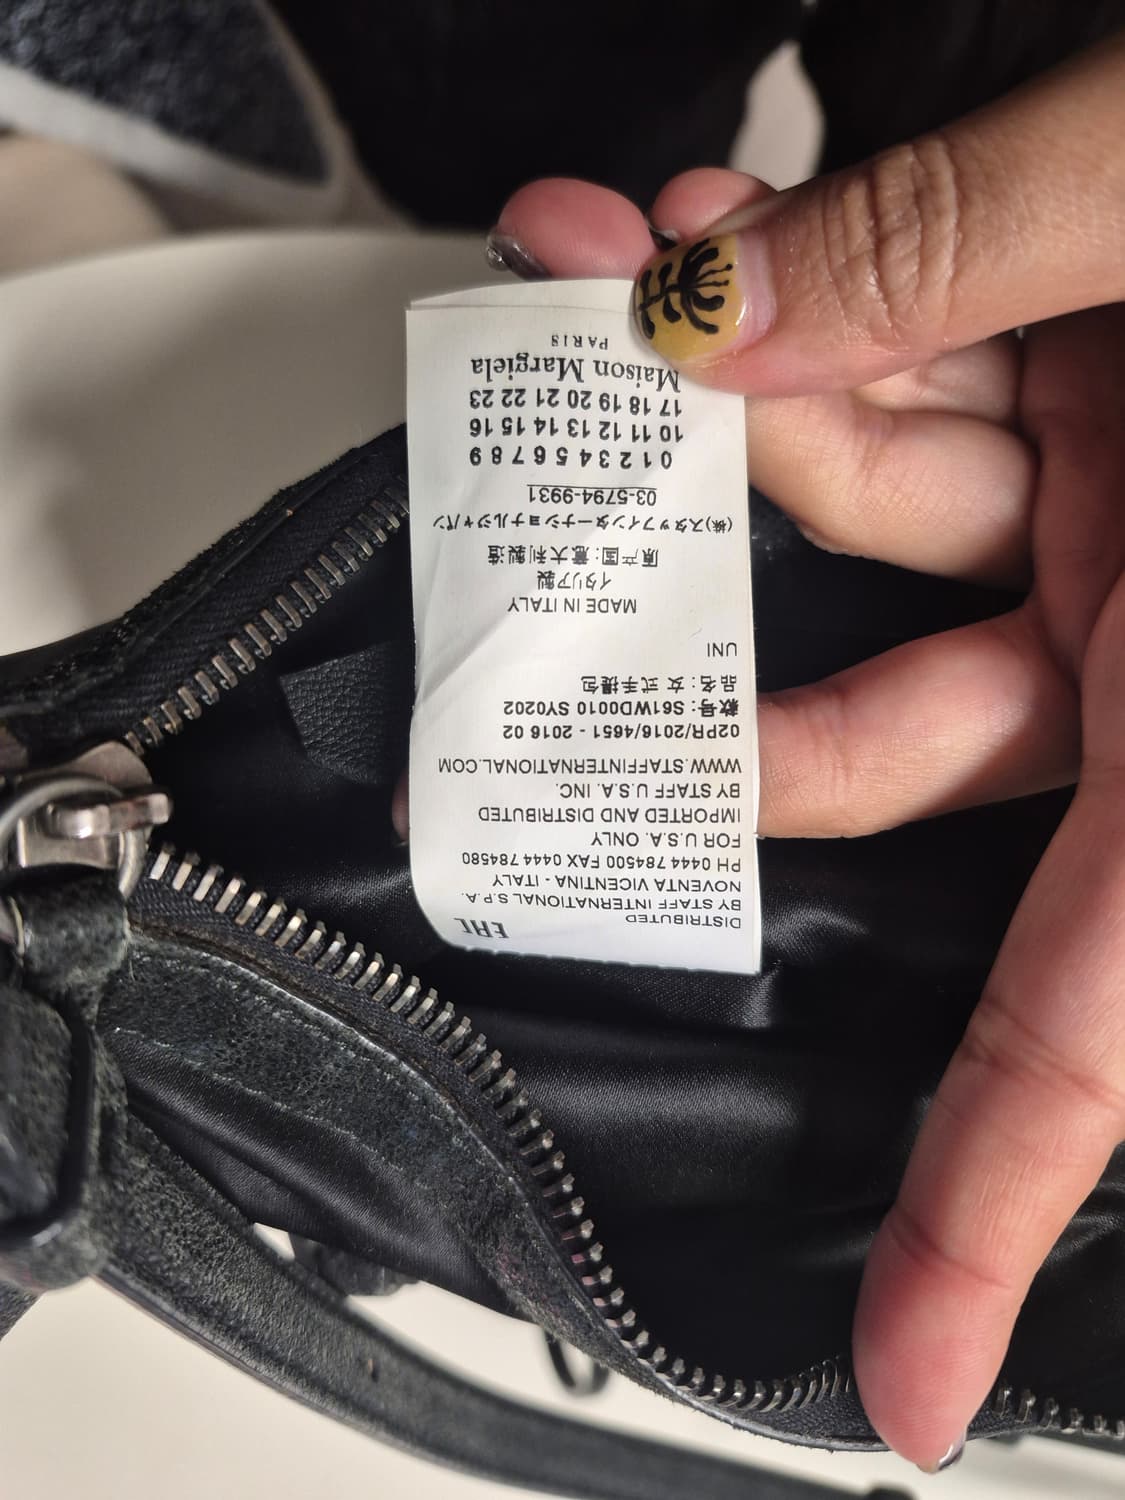 Maison Margiela
PARIS
17 18 19 20 21 22 23
10 11 12 13 14 15 16
0 1 2 3 4 5 6 7 8 9
03-5794-9931
(株)スタッフインターナショナルジャパン
原产国:意大利製造
イタリア製
MADE IN ITALY
UNI
品名:女式手提包
款号:S61WD0010 SY0202
02PR/2016/4651 - 2016 02
WWW.STAFFINTERNATIONAL.COM
BY STAFF U.S.A. INC.
IMPORTED AND DISTRIBUTED
FOR U.S.A. ONLY
PH 0444 784500 FAX 0444 784580
NOVENTA VICENTINA - ITALY
BY STAFF INTERNATIONAL S.P.A.
DISTRIBUTED
EAC